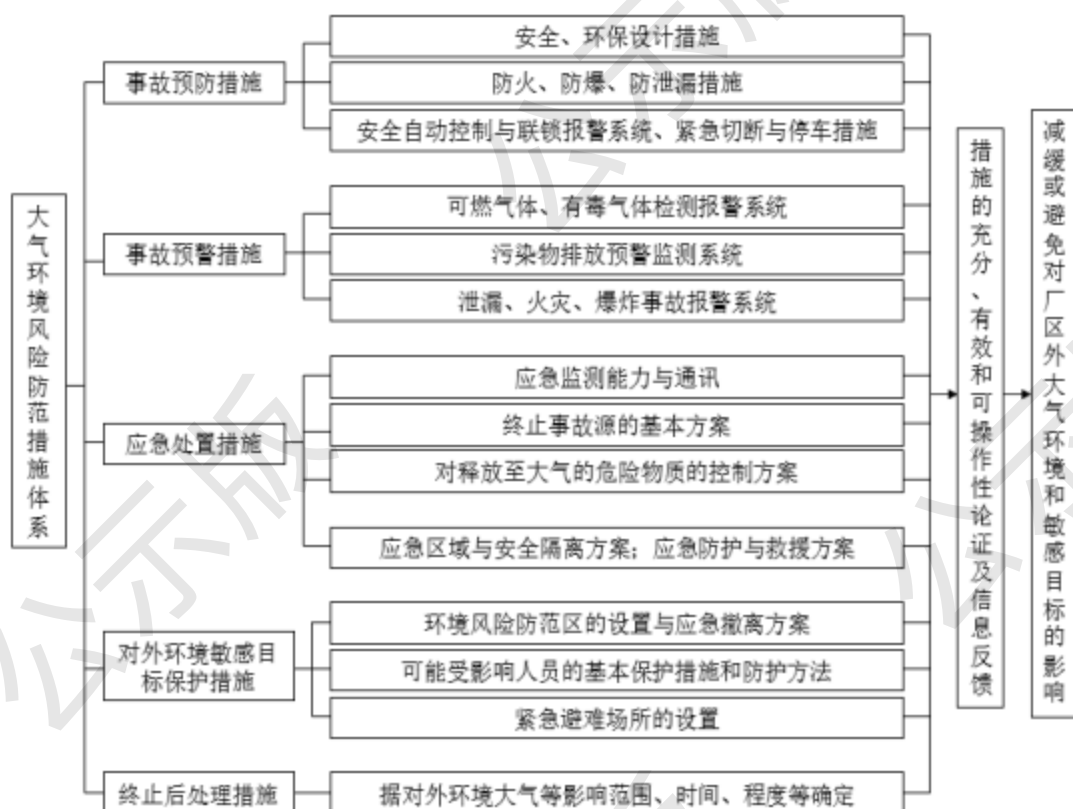 大气环境风险防范措施体系
事故预防措施
安全、环保设计措施
防火、防爆、防泄漏措施
安全自动控制与联锁报警系统、紧急切断与停车措施
事故预警措施
可燃气体、有毒气体检测报警系统
污染物排放预警监测系统
泄漏、火灾、爆炸事故报警系统
应急处置措施
应急监测能力与通讯
终止事故源的基本方案
对释放至大气的危险物质的控制方案
应急区域与安全隔离方案；应急防护与救援方案
对外环境敏感目
标保护措施
环境风险防范区的设置与应急撤离方案
可能受影响人员的基本保护措施和防护方法
紧急避难场所的设置
终止后处理措施
据对外环境大气等影响范围、时间、程度等确定
措施的充分、有效和可操作性论证及信息反馈
减缓或避免对厂区外大气环境和敏感目标的影响
公示版
公示版
公示